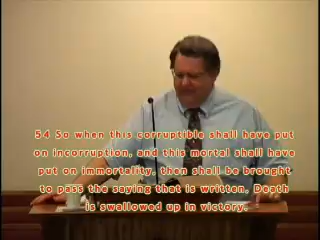 54 So when this corruptible shall have put
on incorruption, and this mortal shall have
put on immortality, then shall be brought
to pass the saying that is written, Death
is swallowed up in victory.